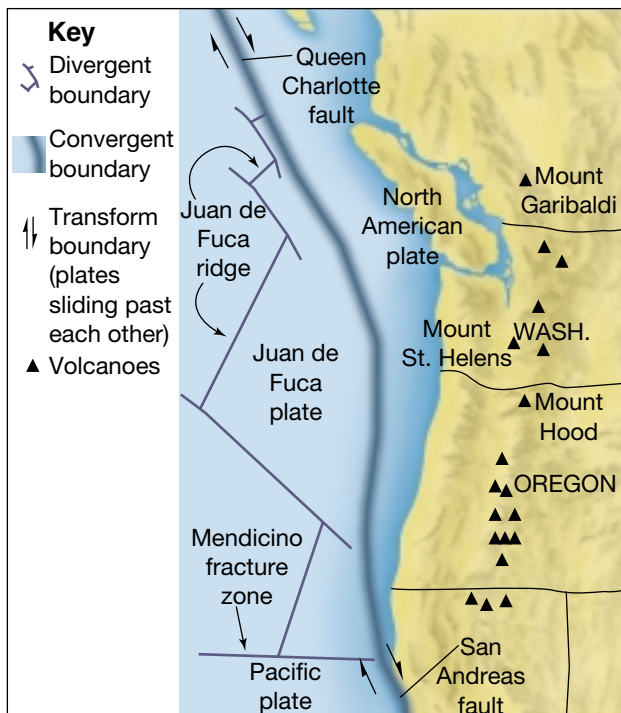 Key
Divergent
boundary
Convergent
boundary
Transform
boundary
(plates
sliding past
each other)
Volcanoes
Queen
Charlotte
fault
Juan de
Fuca
ridge
North
American
plate
Mount
Garibaldi
Mount
St. Helens
WASH.
Juan de
Fuca
plate
Mount
Hood
OREGON
Mendicino
fracture
zone
Pacific
plate
San
Andreas
fault